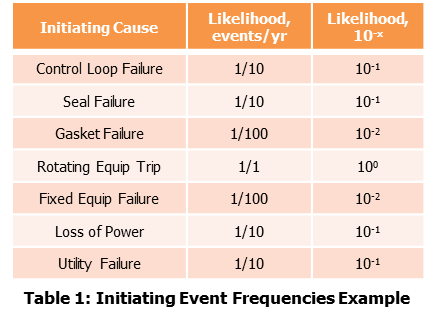 Initiating Cause Likelihood, events/yr Likelihood, 10⁻ˣ
Control Loop Failure 1/10 10⁻¹
Seal Failure 1/10 10⁻¹
Gasket Failure 1/100 10⁻²
Rotating Equip Trip 1/1 10⁰
Fixed Equip Failure 1/100 10⁻²
Loss of Power 1/10 10⁻¹
Utility Failure 1/10 10⁻¹
Table 1: Initiating Event Frequencies Example